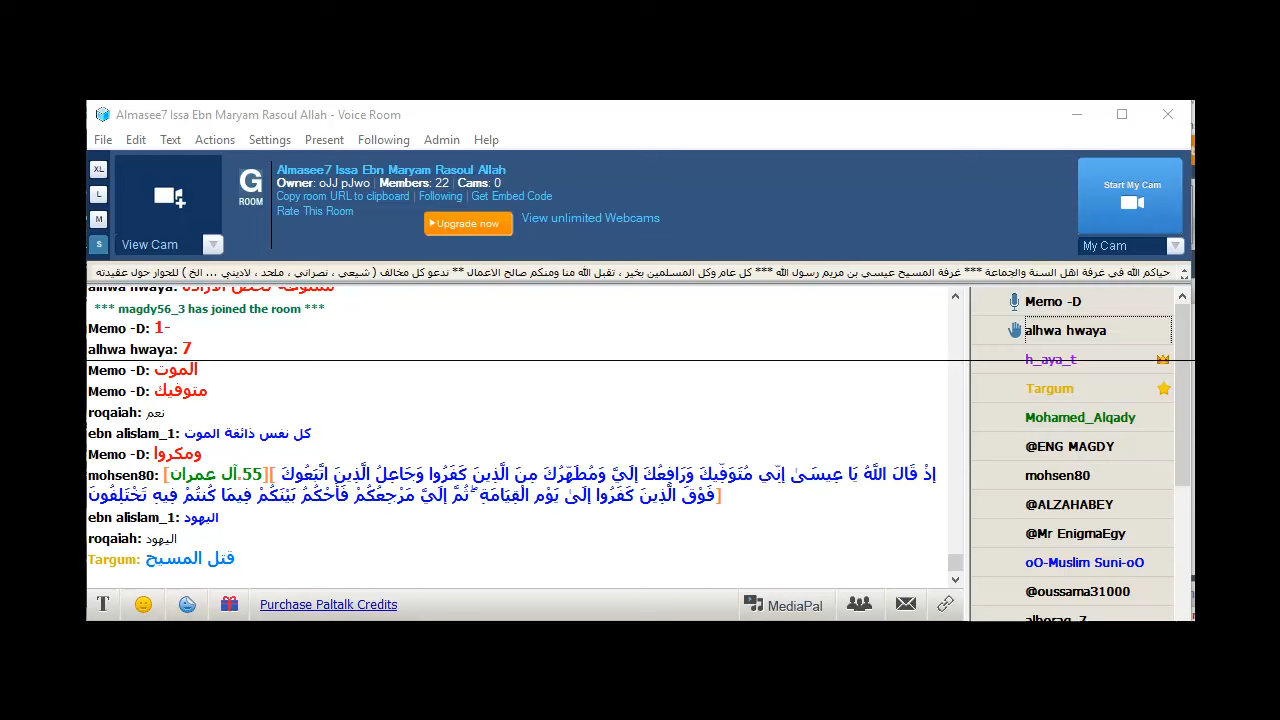 Almasee7 Issa Ebn Maryam Rasoul Allah - Voice Room
File Edit Text Actions Settings Present Following Admin Help
XL
L
M
S
View Cam
G
ROOM
Almasee7 Issa Ebn Maryam Rasoul Allah
Owner: oJJ pJwo | Members: 22 | Cams: 0
Copy room URL to clipboard | Following | Get Embed Code
Rate This Room
Upgrade now
View unlimited Webcams
Start My Cam
My Cam
حياكم الله في غرفة اهل السنة والجماعة *** غرفة المسيح عيسى بن مريم رسول الله *** كل عام وكل المسلمين بخير ، تقبل الله منا ومنكم صالح الاعمال ** ندعو كل مخالف ( شيعي ، نصراني ، ملحد ، لاديني ... الخ ) للحوار حول عقيدته
alhwa hwaya:
*** magdy56_3 has joined the room ***
Memo -D: 1-
alhwa hwaya: 7
Memo -D: الموت
Memo -D: متوفيك
roqaiah: نعم
ebn alislam_1: كل نفس ذائقة الموت
Memo -D: ومكروا
mohsen80: [إِذْ قَالَ اللَّهُ يَا عِيسَىٰ إِنِّي مُتَوَفِّيكَ وَرَافِعُكَ إِلَيَّ وَمُطَهِّرُكَ مِنَ الَّذِينَ كَفَرُوا وَجَاعِلُ الَّذِينَ اتَّبَعُوكَ ][55.آل عمران]
فَوْقَ الَّذِينَ كَفَرُوا إِلَىٰ يَوْمِ الْقِيَامَةِ ۖ ثُمَّ إِلَيَّ مَرْجِعُكُمْ فَأَحْكُمُ بَيْنَكُمْ فِيمَا كُنْتُمْ فِيهِ تَخْتَلِفُونَ]
ebn alislam_1: اليهود
roqaiah: اليهود
Targum: قتل المسيح
Memo -D
alhwa hwaya
h_aya_t
Targum
Mohamed_Alqady
@ENG MAGDY
mohsen80
@ALZAHABEY
@Mr EnigmaEgy
oO-Muslim Suni-oO
@oussama31000
alboraq_7
T
Purchase Paltalk Credits
MediaPal